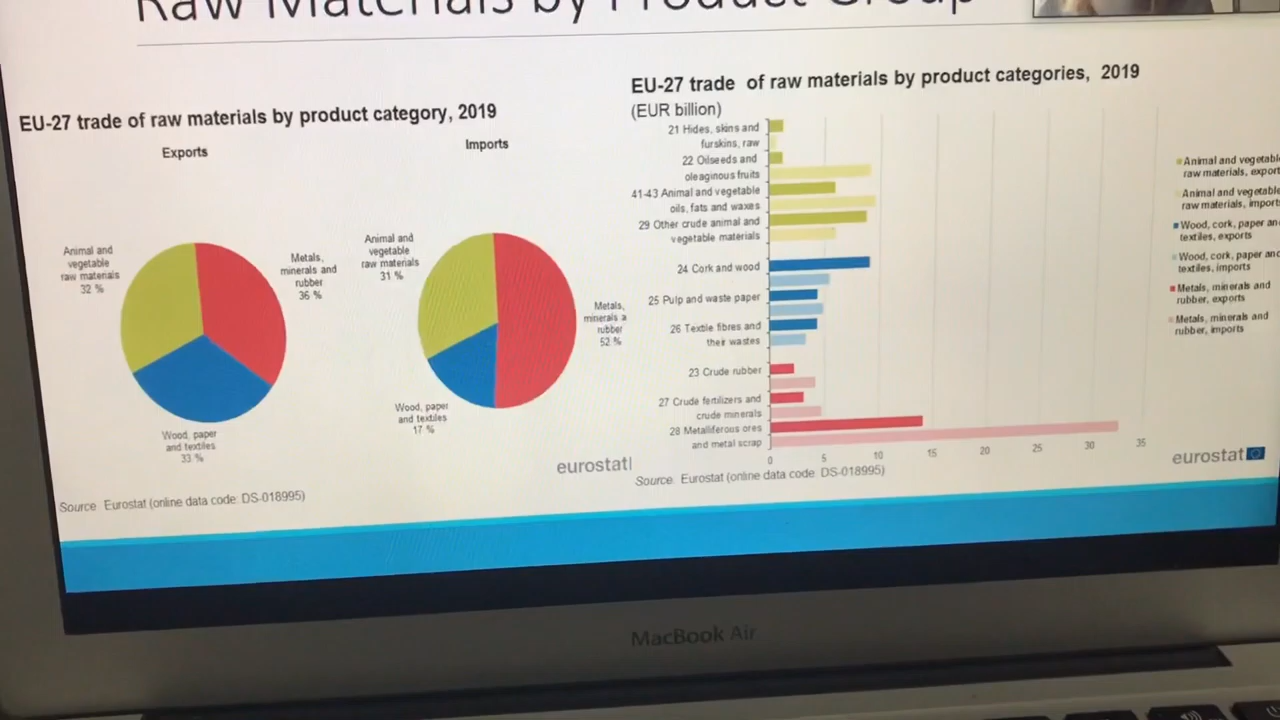 Raw Materials by Product Group
EU-27 trade of raw materials by product category, 2019
Exports
Imports
Animal and
vegetable
raw materials
32 %
Metals,
minerals and
rubber
36 %
Wood, paper
and textiles
33 %
Animal and
vegetable
raw materials
31 %
Metals,
minerals a
rubber
52 %
Wood, paper
and textiles
17 %
eurostat
Source: Eurostat (online data code: DS-018995)
EU-27 trade of raw materials by product categories, 2019
(EUR billion)
21 Hides, skins and
furskins, raw
22 Oilseeds and
oleaginous fruits
41-43 Animal and vegetable
oils, fats and waxes
29 Other crude animal and
vegetable materials
24 Cork and wood
25 Pulp and waste paper
26 Textile fibres and
their wastes
23 Crude rubber
27 Crude fertilizers and
crude minerals
28 Metalliferous ores
and metal scrap
0 5 10 15 20 25 30 35
Animal and vegetabl
raw materials, export
Animal and vegetable
raw materials, imports
Wood, cork, paper an
textiles, exports
Wood, cork, paper and
textiles, imports
Metals, minerals and
rubber, exports
Metals, minerals and
rubber, imports
eurostat
Source: Eurostat (online data code: DS-018995)
MacBook Air